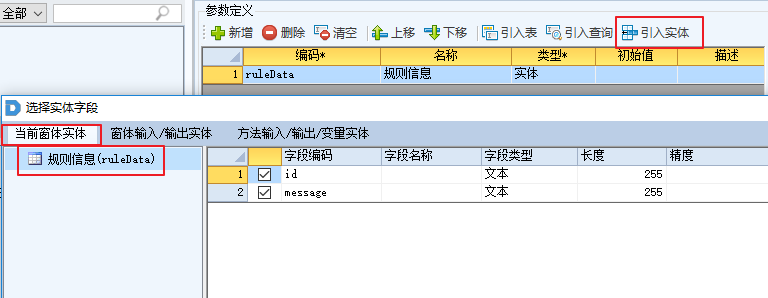 全部
参数定义
新增 删除 清空 上移 下移 引入表 引入查询 引入实体
编码* 名称 类型* 初始值 描述
1 ruleData 规则信息 实体
选择实体字段
当前窗体实体 窗体输入/输出实体 方法输入/输出/变量实体
规则信息(ruleData)
字段编码 字段名称 字段类型 长度 精度
1 id 文本 255
2 message 文本 255